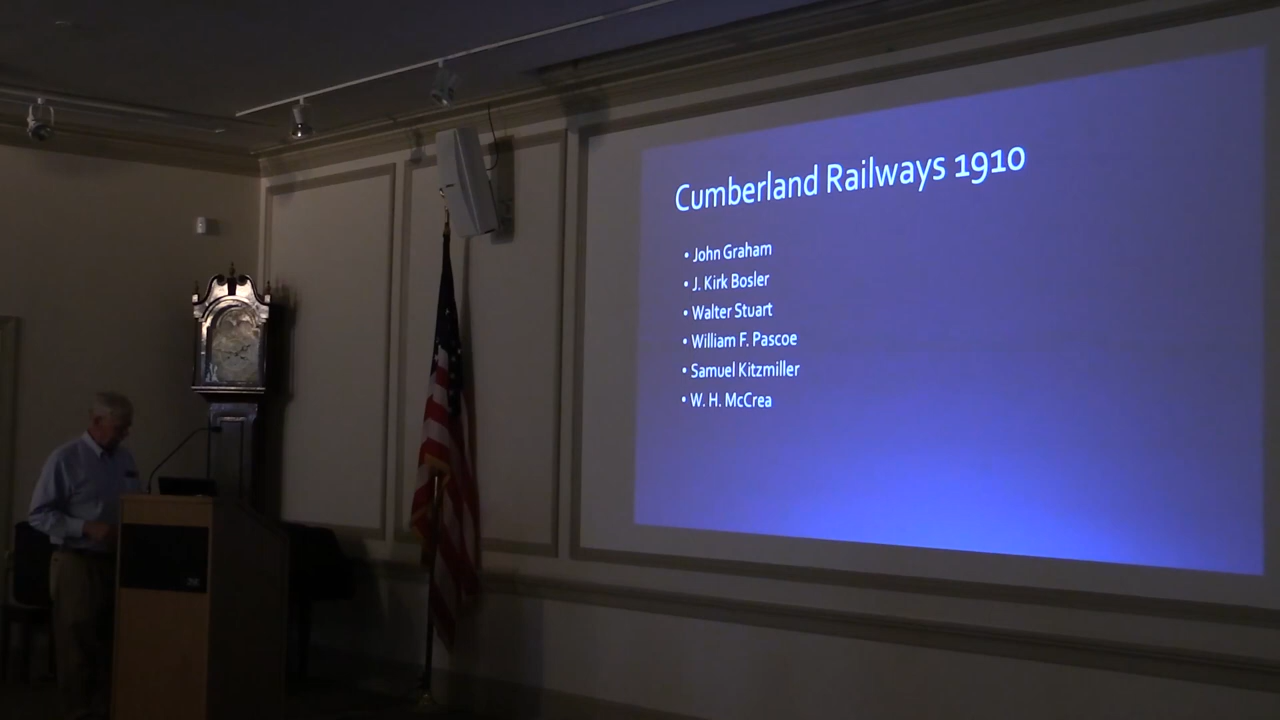 Cumberland Railways 1910
• John Graham
• J. Kirk Bosler
• Walter Stuart
• William F. Pascoe
• Samuel Kitzmiller
• W. H. McCrea